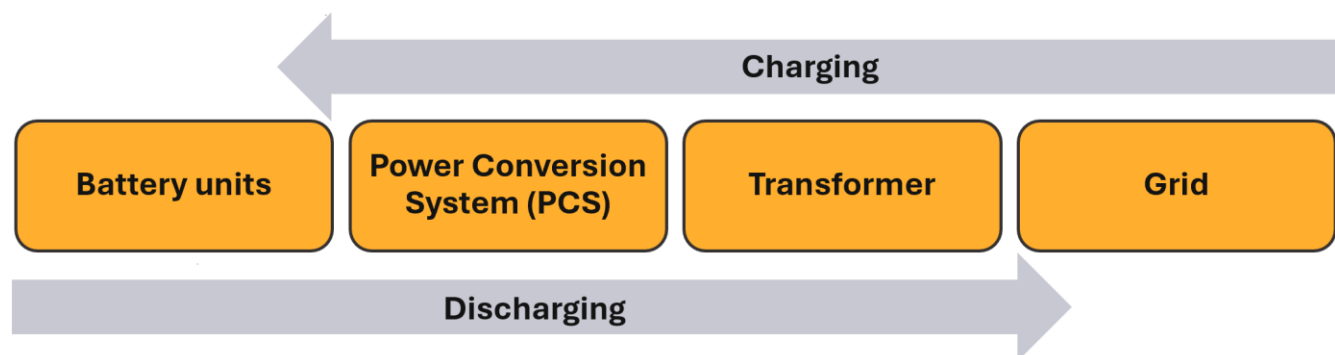 Charging
Battery units
Power Conversion
System (PCS)
Transformer
Grid
Discharging